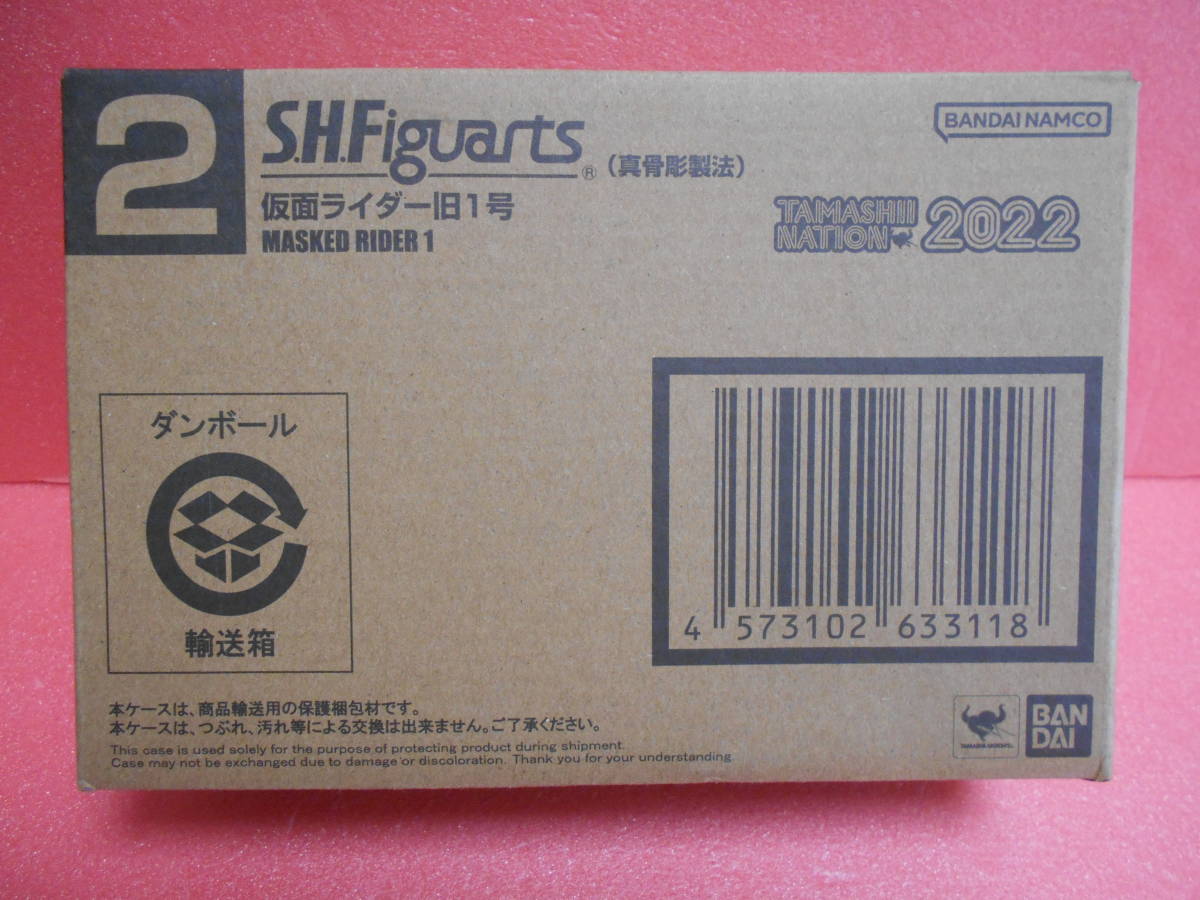 2
S.H.Figuarts® (真骨彫製法)
仮面ライダー旧1号
MASKED RIDER 1
BANDAI NAMCO
TAMASHIII
NATION 2022
ダンボール
輸送箱
4 573102 633118
本ケースは、商品輸送用の保護梱包材です。
本ケースは、つぶれ、汚れ等による交換は出来ません。ご了承ください。
This case is used solely for the purpose of protecting product during shipment.
Case may not be exchanged due to damage or discoloration. Thank you for your understanding.
TAMASHII NATIONS
BAN
DAI